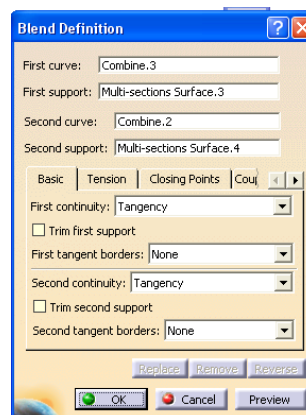 Blend Definition
First curve: Combine.3
First support: Multi-sections Surface.3
Second curve: Combine.2
Second support: Multi-sections Surface.4
Basic Tension Closing Points
First continuity: Tangency
Trim first support
First tangent borders: None
Second continuity: Tangency
Trim second support
Second tangent borders: None
Replace Remove Reverse
OK Cancel Preview